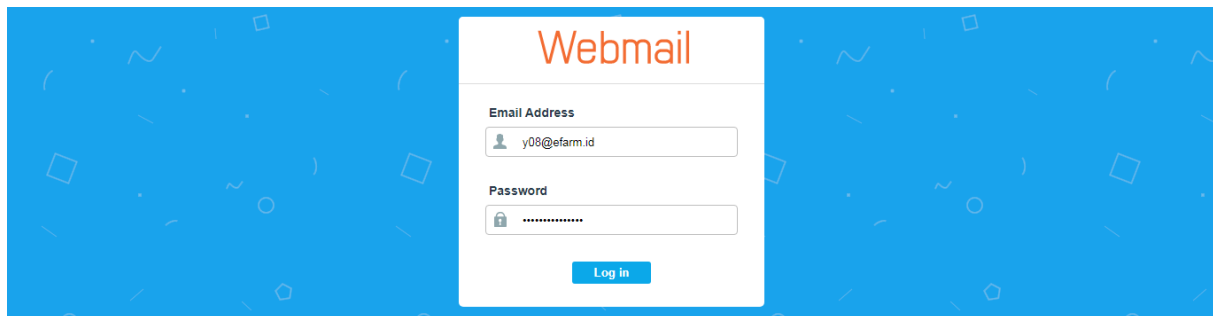 Webmail
Email Address
y08@efarm.id
Password
•••••••••••••••
Log in